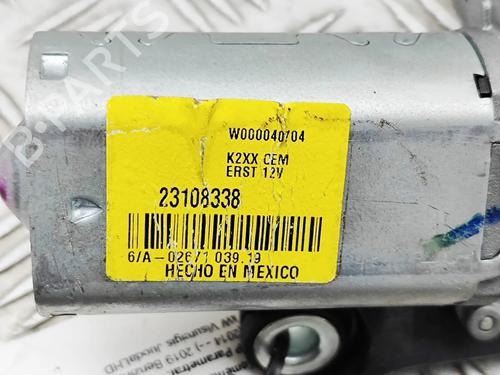 B-PARTS
W000040704
K2XX CEM
ERST 12V
23108338
6/A-026/1 039.19
HECHO EN MEXICO